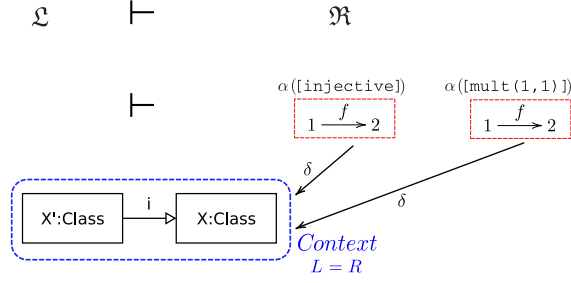 𝔏 ⊢ ℜ
α([injective]) α([mult(1,1)])
⊢
f f
1 → 2 1 → 2
δ
δ
i
X':Class X:Class
Context
L = R